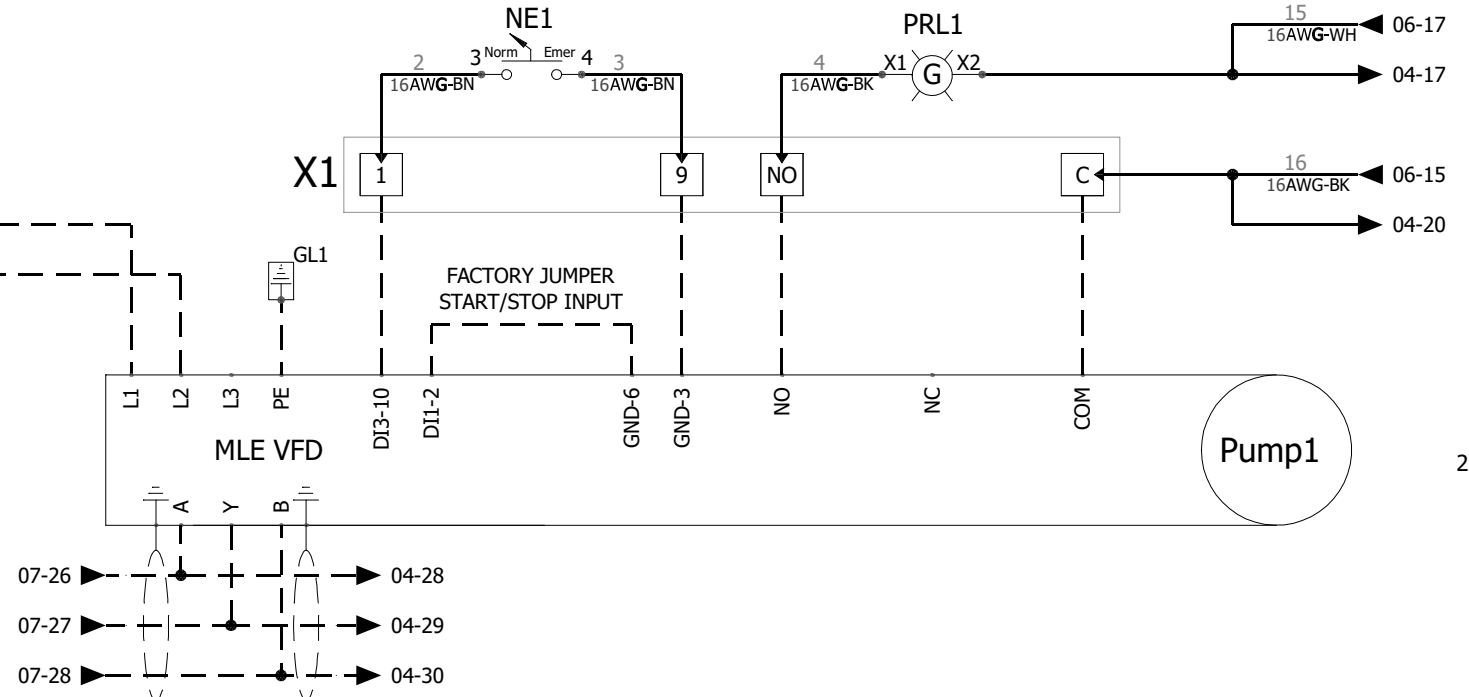 NE1
PRL1
15
16AWG-WH
06-17
2
3
Norm
Emer
4
3
16AWG-BN
16AWG-BN
4
16AWG-BK
X1
G
X2
04-17
X1
1
9
NO
C
16
16AWG-BK
06-15
04-20
GL1
FACTORY JUMPER
START/STOP INPUT
L1
L2
L3
PE
DI3-10
DI1-2
GND-6
GND-3
NO
NC
COM
MLE VFD
Pump1
2
A
Y
B
07-26
04-28
07-27
04-29
07-28
04-30